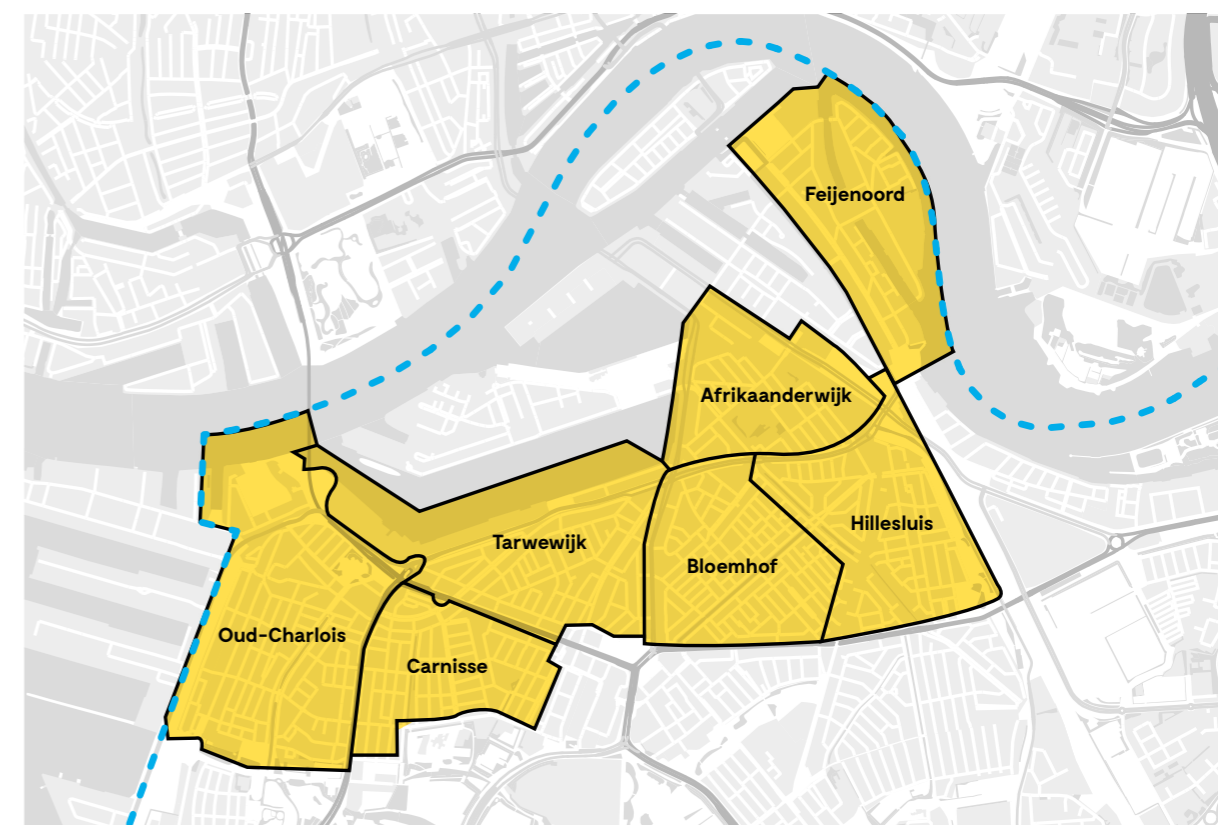 Feijenoord
Afrikaanderwijk
Hillesluis
Tarwewijk
Bloemhof
Oud-Charlois
Carnisse